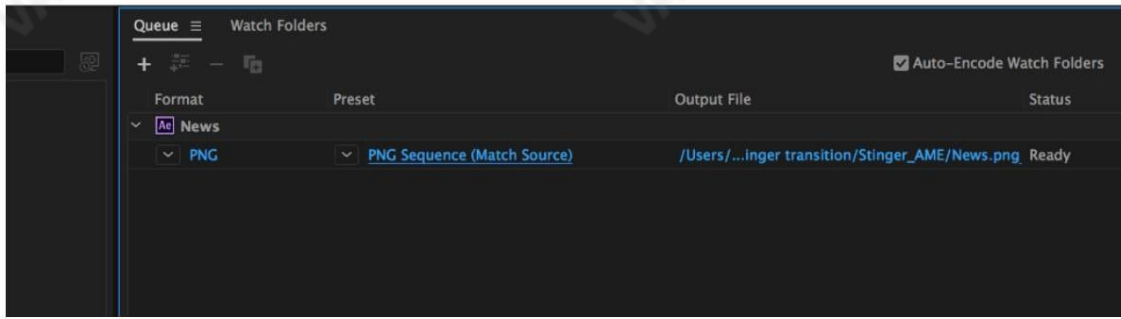 Queue Watch Folders
Auto-Encode Watch Folders
Format Preset Output File Status
Ae News
PNG PNG Sequence (Match Source) /Users/...inger transition/Stinger_AME/News.png Ready